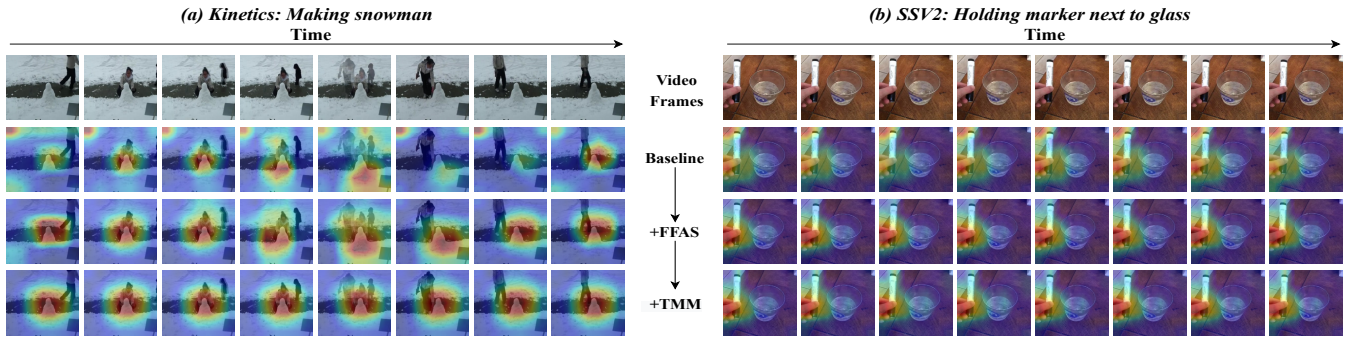 (a) Kinetics: Making snowman
Time
(b) SSV2: Holding marker next to glass
Time
Video
Frames
Baseline
+FFAS
+TMM